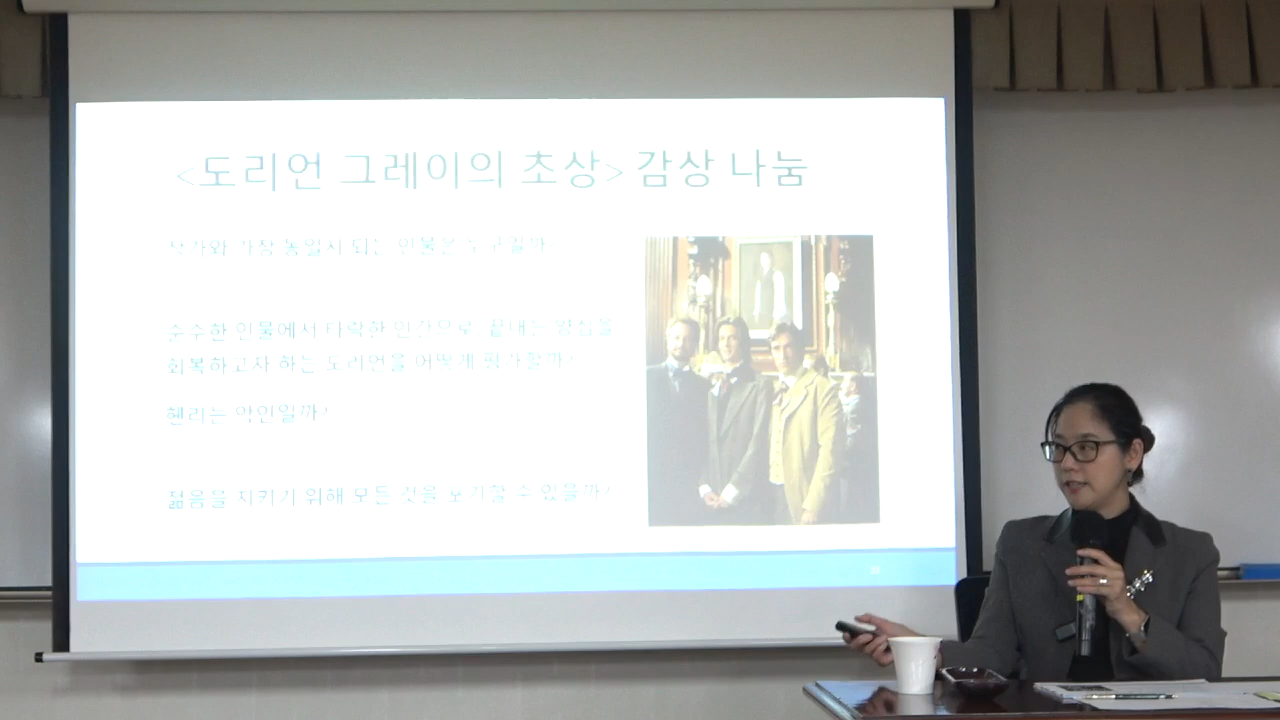 <도리언 그레이의 초상> 감상 나눔
작가와 가장 동일시 되는 인물은 누구일까?
순수한 인물에서 타락한 인간으로 끝내는 양심을
회복하고자 하는 도리언을 어떻게 평가할까?
헨리는 악인일까?
젊음을 지키기 위해 모든 것을 포기할 수 있을까?